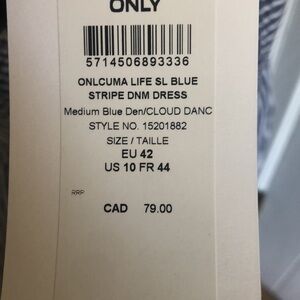 ONLY
5714506893336
ONLCUMA LIFE SL BLUE
STRIPE DNM DRESS
Medium Blue Den/CLOUD DANC
STYLE NO. 15201882
SIZE / TAILLE
EU 42
US 10 FR 44
RRP
CAD 79.00